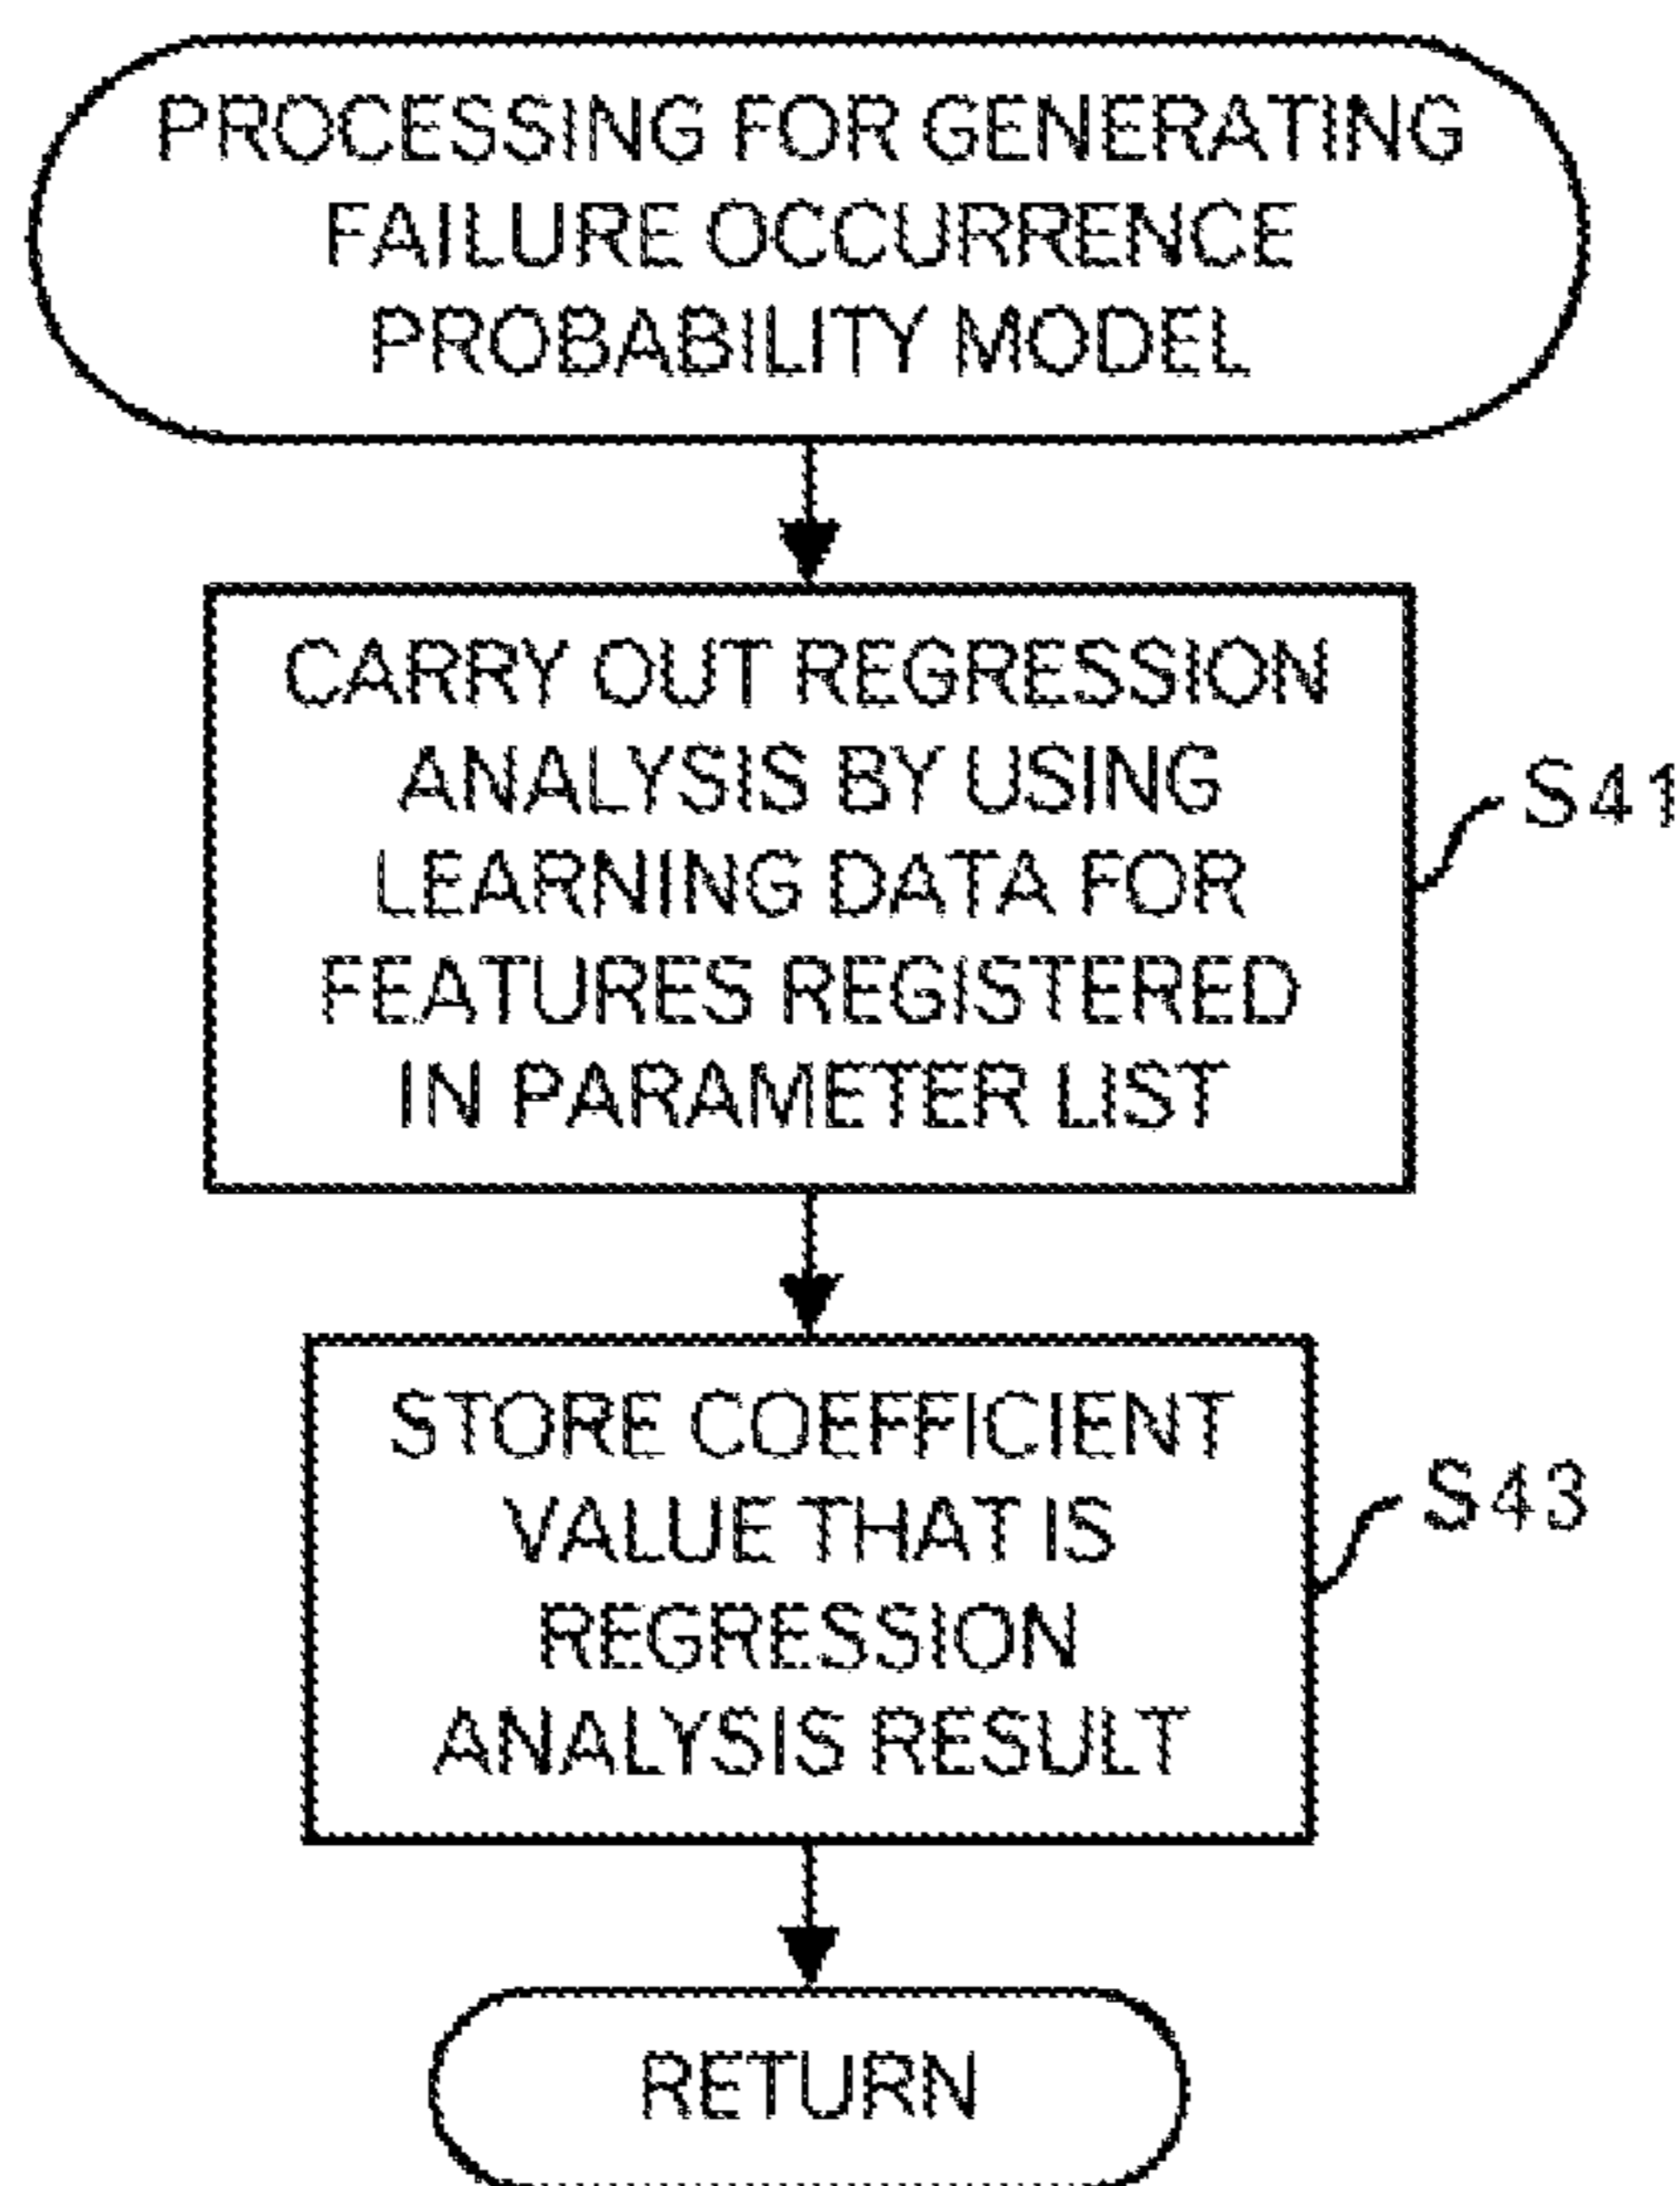 PROCESSING FOR GENERATING
FAILURE OCCURRENCE
PROBABILITY MODEL
CARRY OUT REGRESSION
ANALYSIS BY USING
LEARNING DATA FOR
FEATURES REGISTERED
IN PARAMETER LIST
S41
STORE COEFFICIENT
VALUE THAT IS
REGRESSION
ANALYSIS RESULT
S43
RETURN